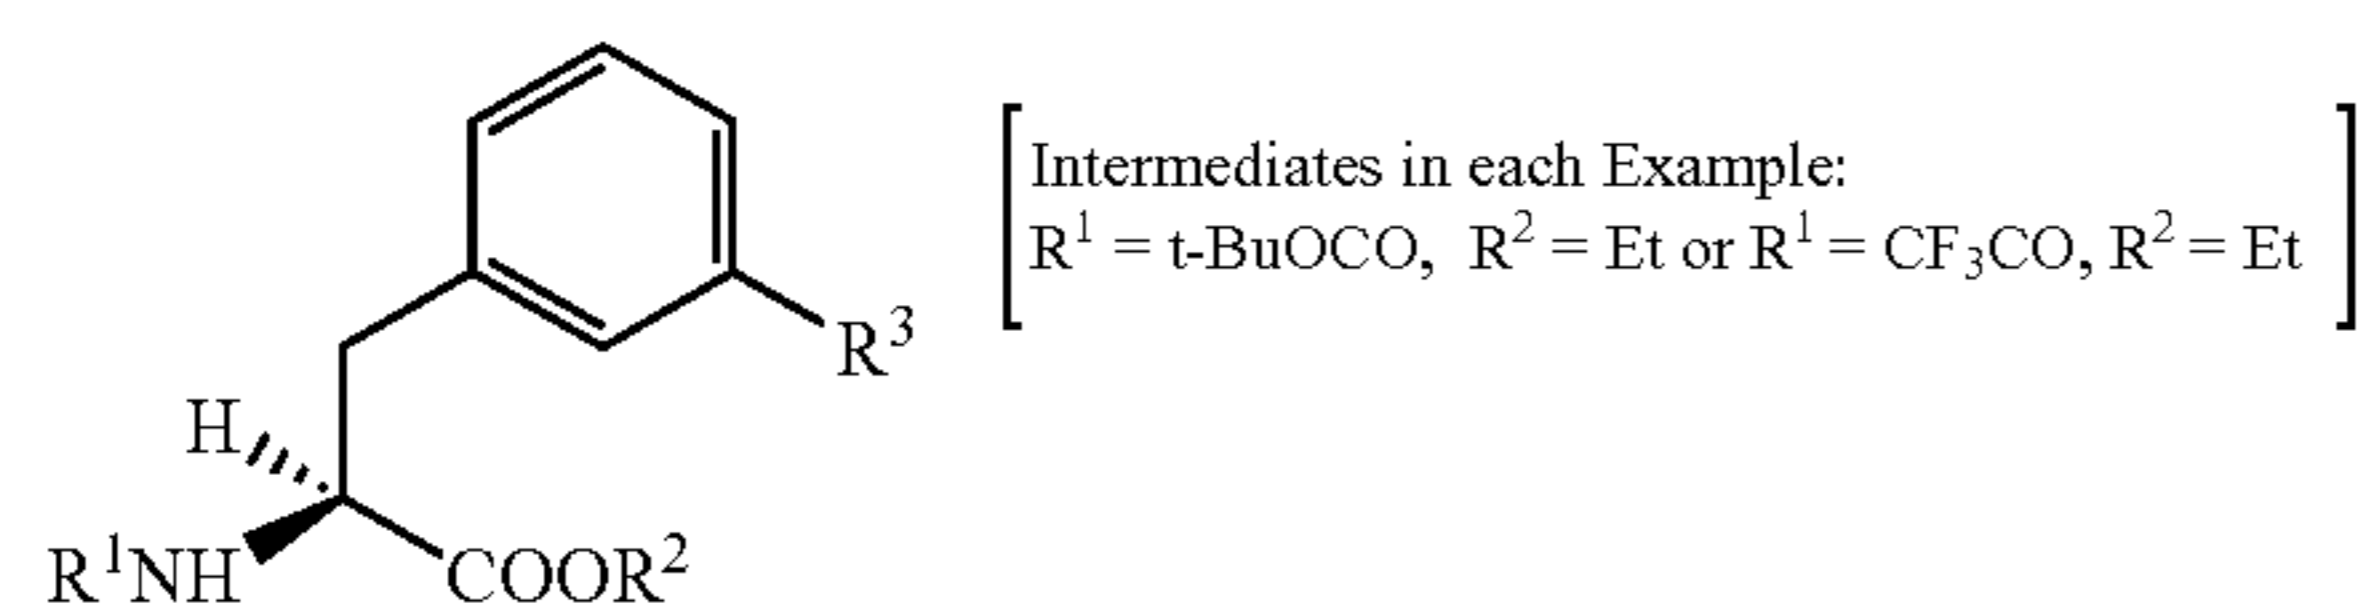 Intermediates in each Example:
R¹ = t-BuOCO, R² = Et or R¹ = CF₃CO, R² = Et
R³
H
R¹NH
COOR²